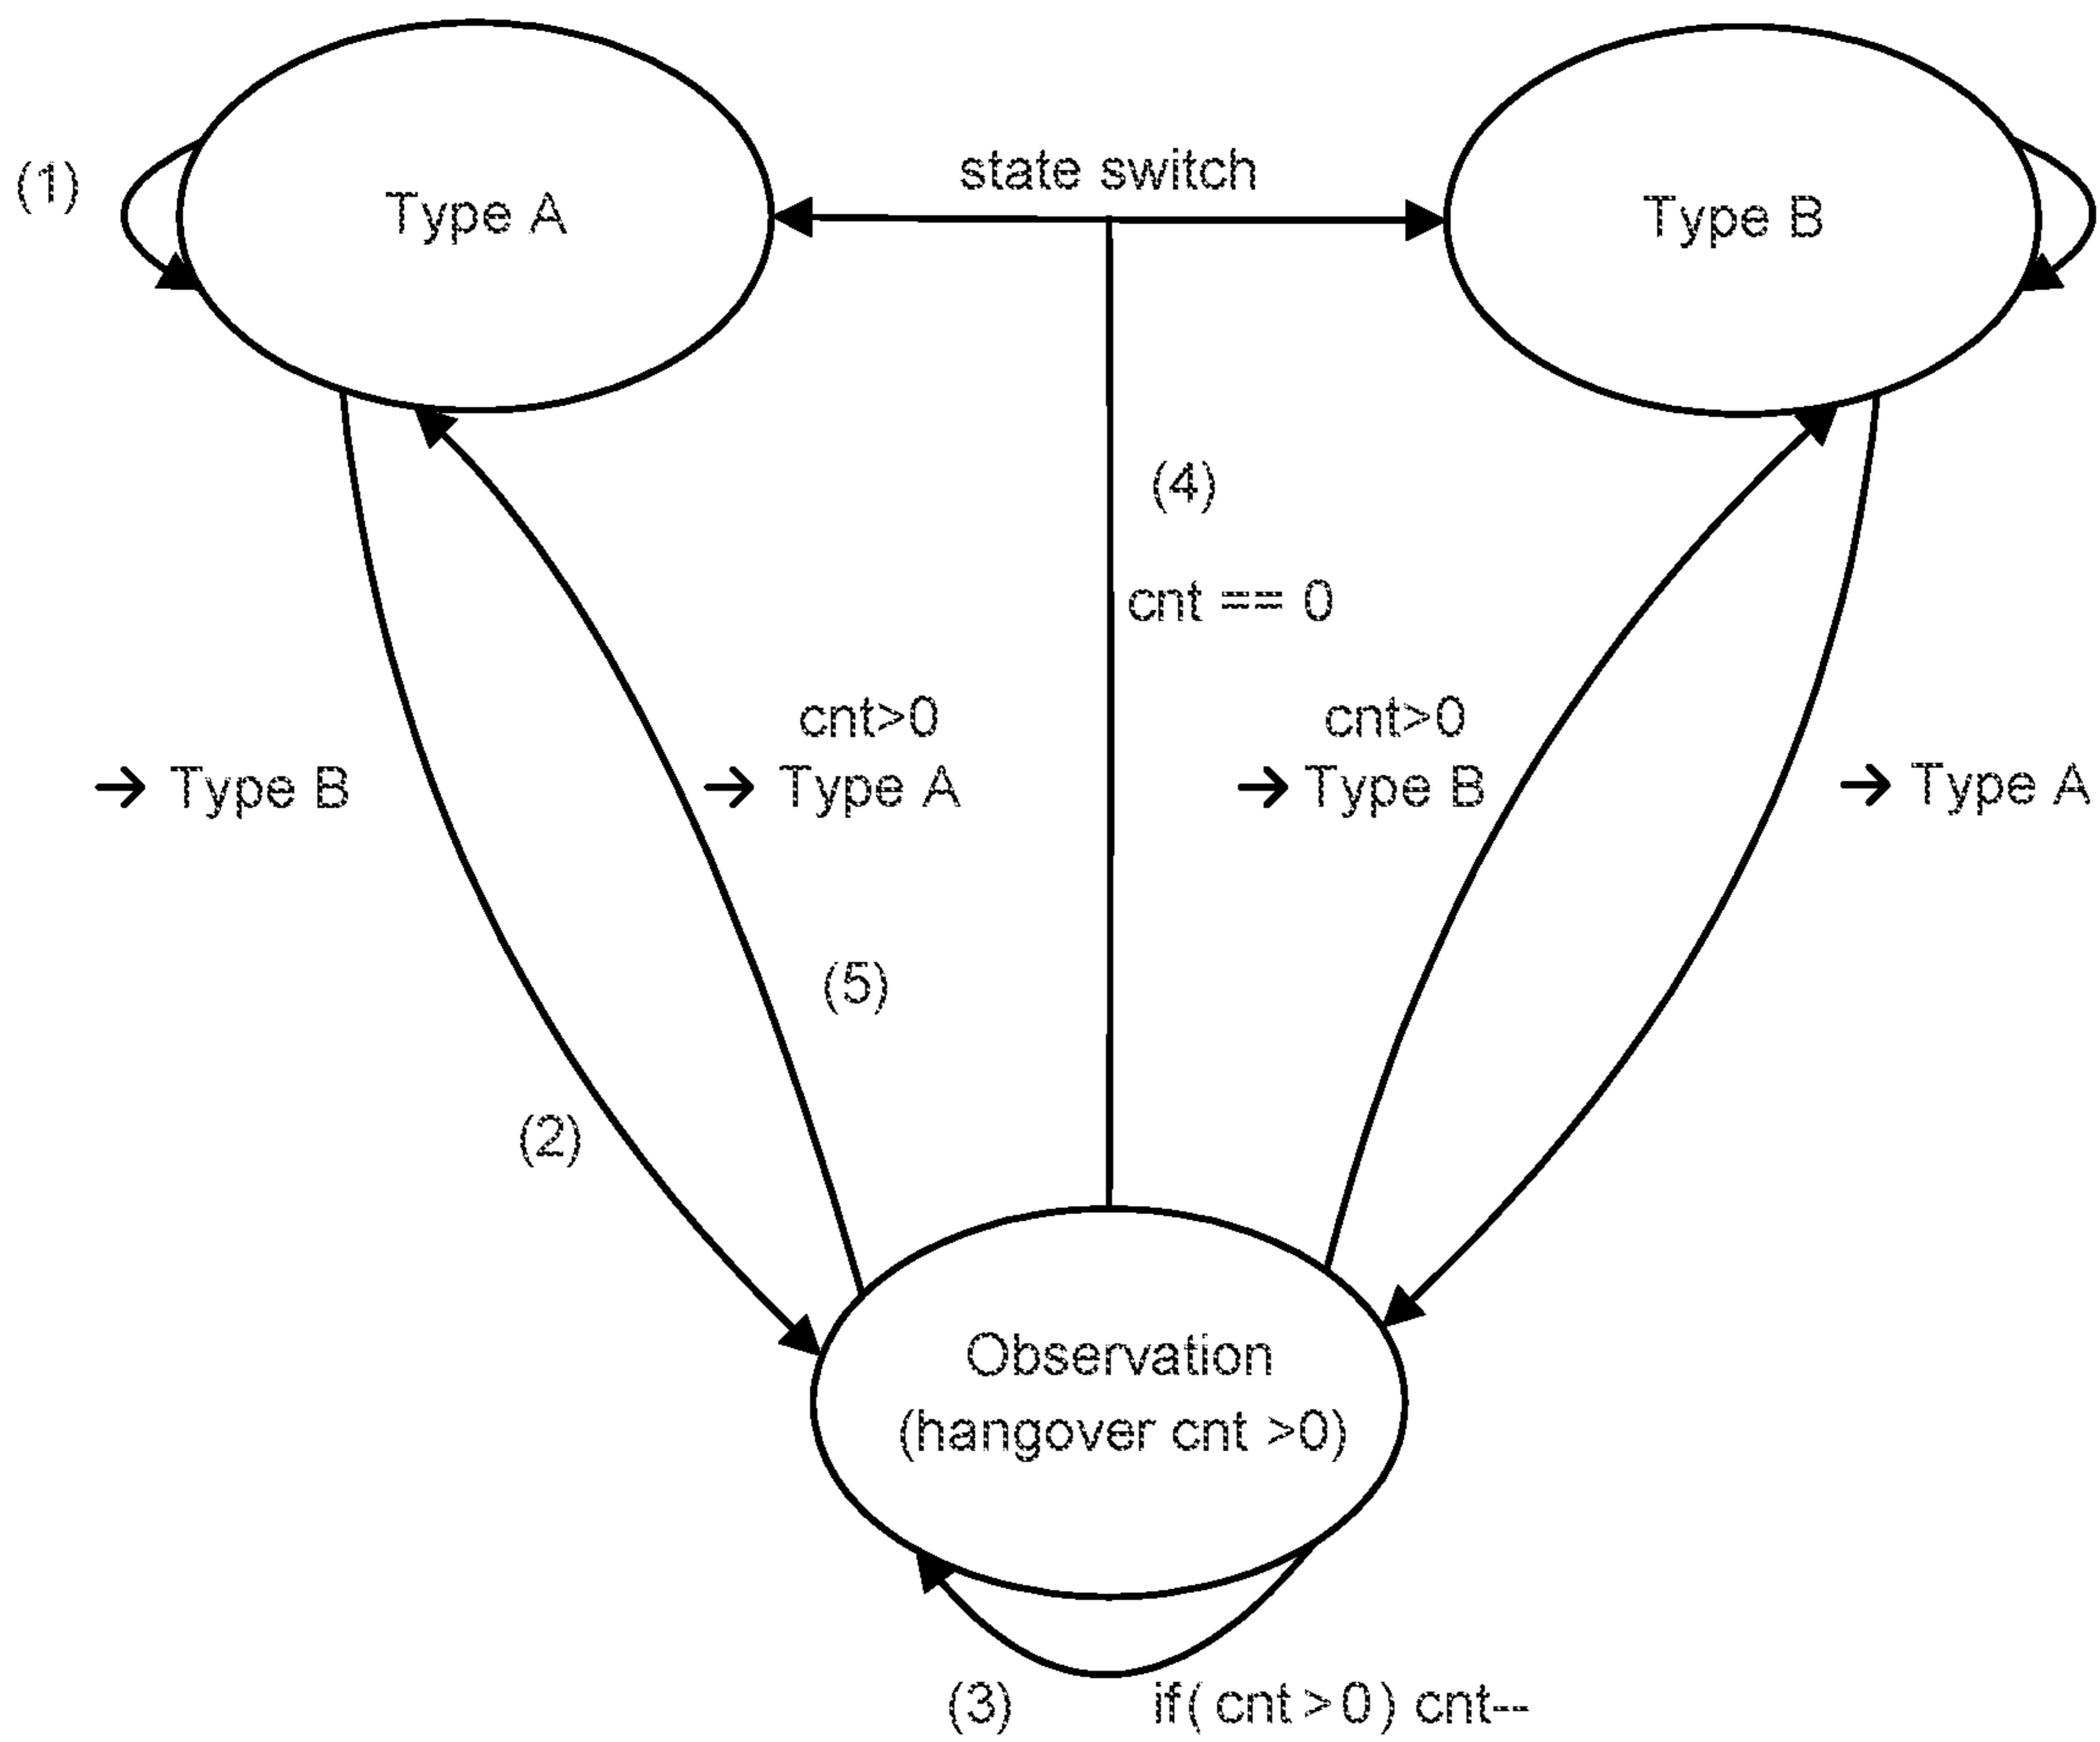 state switch
(1)
Type A
Type B
(4)
cnt == 0
cnt>0
→ Type A
cnt>0
→ Type B
→ Type B
→ Type A
(5)
(2)
Observation
(hangover cnt >0)
(3)
if( cnt > 0 ) cnt--